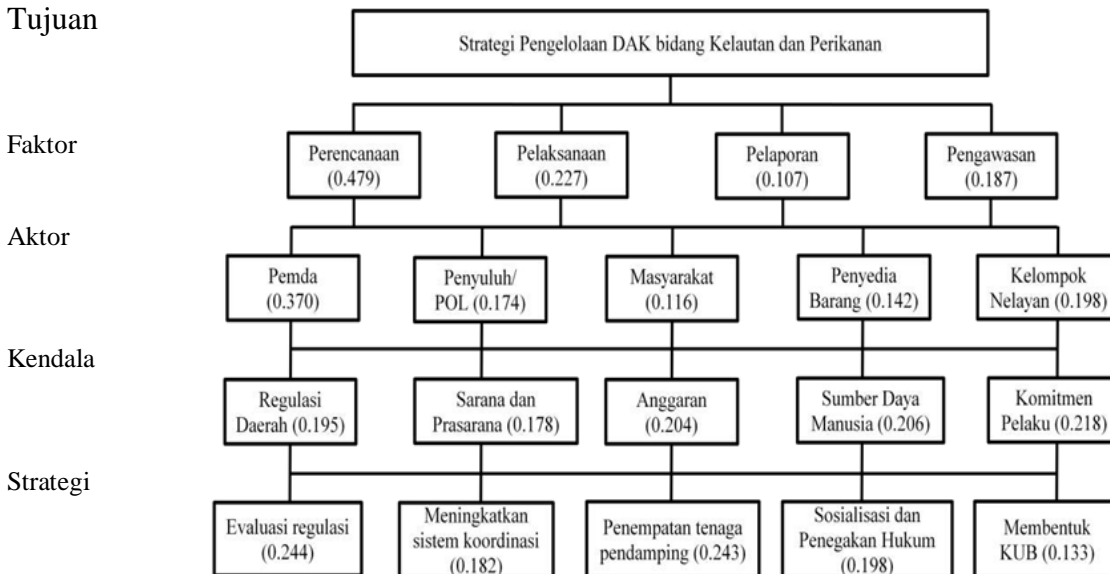 Tujuan
Strategi Pengelolaan DAK bidang Kelautan dan Perikanan
Faktor
Perencanaan
(0.479)
Pelaksanaan
(0.227)
Pelaporan
(0.107)
Pengawasan
(0.187)
Aktor
Pemda
(0.370)
Penyuluh/
POL (0.174)
Masyarakat
(0.116)
Penyedia
Barang (0.142)
Kelompok
Nelayan (0.198)
Kendala
Regulasi
Daerah (0.195)
Sarana dan
Prasarana (0.178)
Anggaran
(0.204)
Sumber Daya
Manusia (0.206)
Komitmen
Pelaku (0.218)
Strategi
Evaluasi regulasi
(0.244)
Meningkatkan
sistem koordinasi
(0.182)
Penempatan tenaga
pendamping (0.243)
Sosialisasi dan
Penegakan Hukum
(0.198)
Membentuk
KUB (0.133)